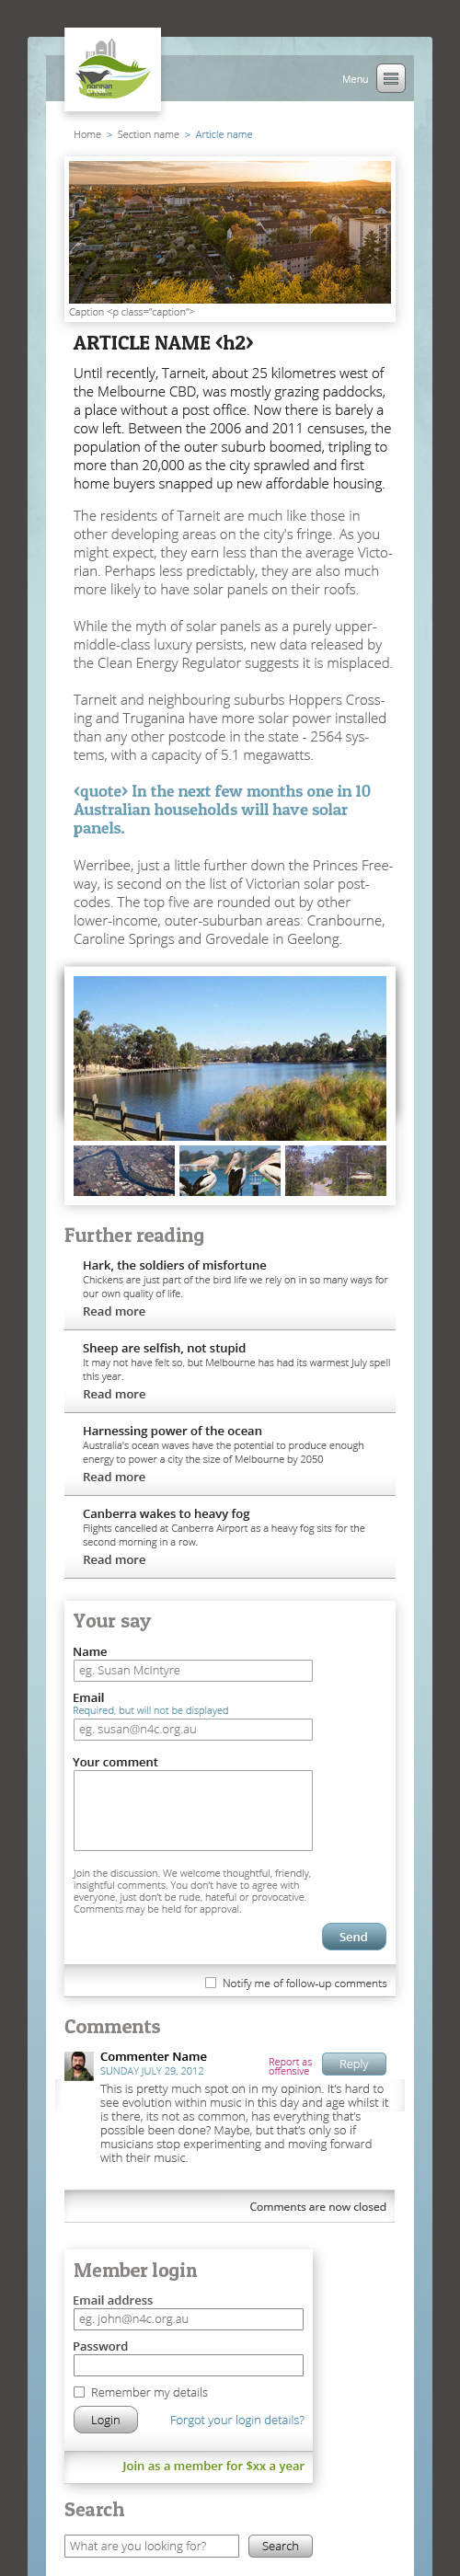 norman
creek
Menu
Home > Section name > Article name
Caption <p class="caption">
ARTICLE NAME <h2>
Until recently, Tarneit, about 25 kilometres west of
the Melbourne CBD, was mostly grazing paddocks,
a place without a post office. Now there is barely a
cow left. Between the 2006 and 2011 censuses, the
population of the outer suburb boomed, tripling to
more than 20,000 as the city sprawled and first
home buyers snapped up new affordable housing.
The residents of Tarneit are much like those in
other developing areas on the city's fringe. As you
might expect, they earn less than the average Victo-
rian. Perhaps less predictably, they are also much
more likely to have solar panels on their roofs.
While the myth of solar panels as a purely upper-
middle-class luxury persists, new data released by
the Clean Energy Regulator suggests it is misplaced.
Tarneit and neighbouring suburbs Hoppers Cross-
ing and Truganina have more solar power installed
than any other postcode in the state - 2564 sys-
tems, with a capacity of 5.1 megawatts.
<quote> In the next few months one in 10
Australian households will have solar
panels.
Werribee, just a little further down the Princes Free-
way, is second on the list of Victorian solar post-
codes. The top five are rounded out by other
lower-income, outer-suburban areas: Cranbourne,
Caroline Springs and Grovedale in Geelong.
Further reading
Hark, the soldiers of misfortune
Chickens are just part of the bird life we rely on in so many ways for
our own quality of life.
Read more
Sheep are selfish, not stupid
It may not have felt so, but Melbourne has had its warmest July spell
this year.
Read more
Harnessing power of the ocean
Australia's ocean waves have the potential to produce enough
energy to power a city the size of Melbourne by 2050
Read more
Canberra wakes to heavy fog
Flights cancelled at Canberra Airport as a heavy fog sits for the
second morning in a row.
Read more
Your say
Name
eg. Susan McIntyre
Email
Required, but will not be displayed
eg. susan@n4c.org.au
Your comment
Join the discussion. We welcome thoughtful, friendly,
insightful comments. You don't have to agree with
everyone, just don't be rude, hateful or provocative.
Comments may be held for approval.
Send
Notify me of follow-up comments
Comments
Commenter Name
SUNDAY JULY 29, 2012
Report as
offensive
Reply
This is pretty much spot on in my opinion. It's hard to
see evolution within music in this day and age whilst it
is there, its not as common, has everything that's
possible been done? Maybe, but that's only so if
musicians stop experimenting and moving forward
with their music.
Comments are now closed
Member login
Email address
eg. john@n4c.org.au
Password
Remember my details
Login
Forgot your login details?
Join as a member for $xx a year
Search
What are you looking for?
Search